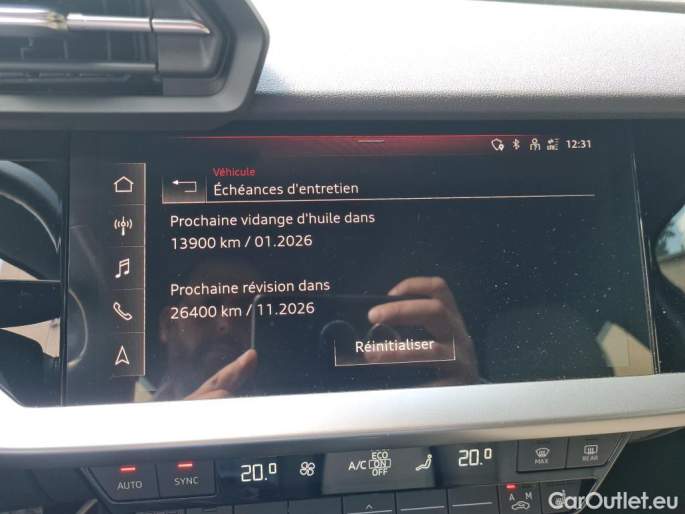 12:31
Véhicule
Échéances d'entretien
Prochaine vidange d'huile dans
13900 km / 01.2026
Prochaine révision dans
26400 km / 11.2026
Réinitialiser
AUTO
SYNC
20.0
A/C
ECO
ON
OFF
20.0
MAX
REAR
A M
CarOutlet.eu